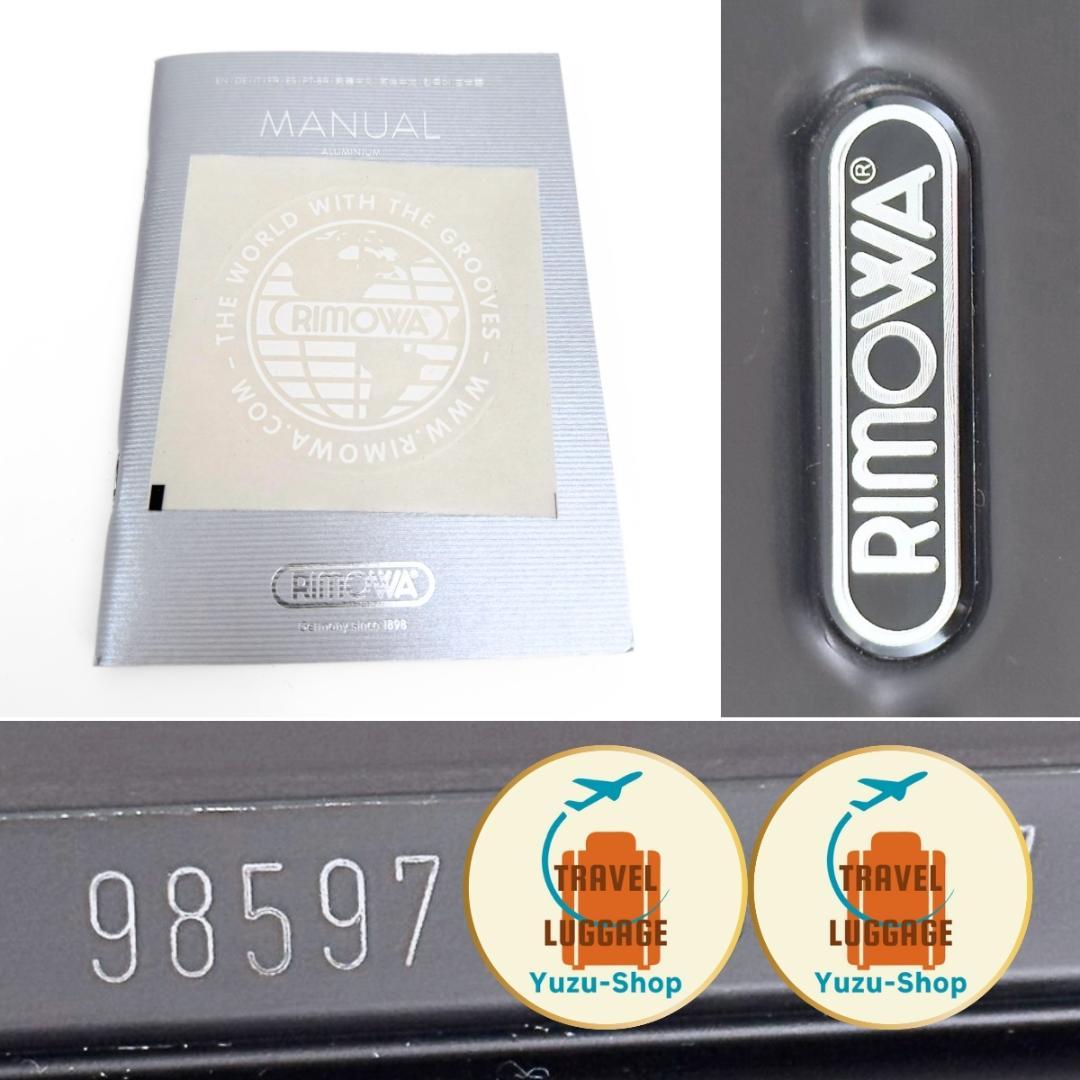 MANUAL
ALUMINIUM
THE WORLD WITH THE GROOVES – WWW.RIMOWA.COM –
RIMOWA
RIMOWA
Germany since 1898
RIMOWA®
98597
TRAVEL
LUGGAGE
Yuzu-Shop
TRAVEL
LUGGAGE
Yuzu-Shop